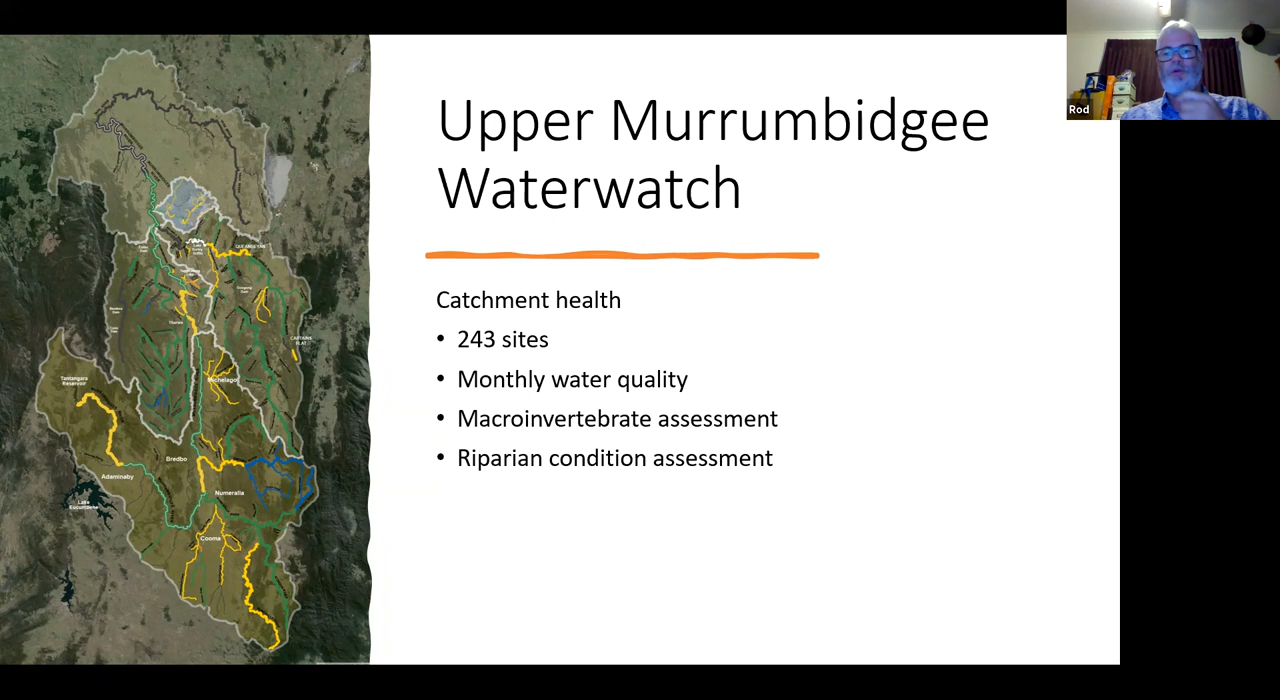 Upper Murrumbidgee
Waterwatch
Catchment health
• 243 sites
• Monthly water quality
• Macroinvertebrate assessment
• Riparian condition assessment
Rod
QUEANBEYAN
Tharwa
CAPTAINS
FLAT
Tantangara
Reservoir
Michelago
Bredbo
Adaminaby
Numeralla
Lake
Eucumbene
Cooma